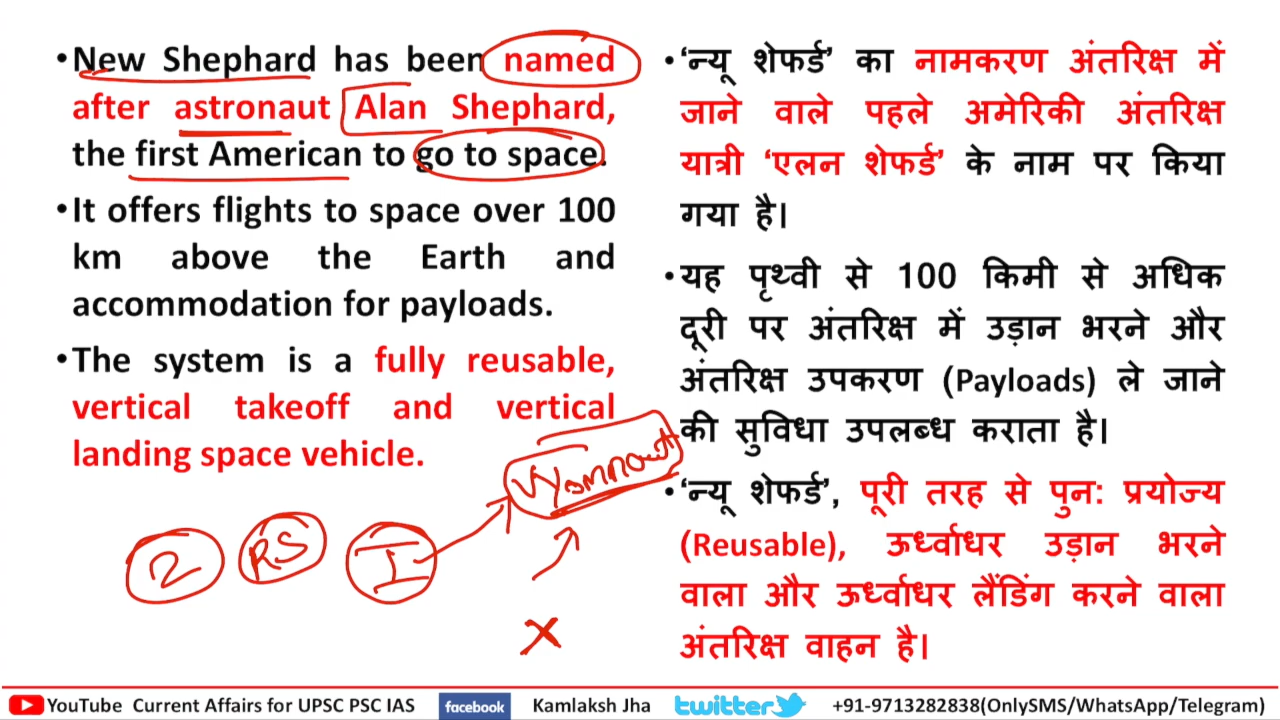 •New Shephard has been named
after astronaut Alan Shephard,
the first American to go to space.
•It offers flights to space over 100
km above the Earth and
accommodation for payloads.
•The system is a fully reusable,
vertical takeoff and vertical
landing space vehicle.
2 RS I Vyomnauts
X
•‘न्यू शेफर्ड’ का नामकरण अंतरिक्ष में
जाने वाले पहले अमेरिकी अंतरिक्ष
यात्री ‘एलन शेफर्ड’ के नाम पर किया
गया है।
•यह पृथ्वी से 100 किमी से अधिक
दूरी पर अंतरिक्ष में उड़ान भरने और
अंतरिक्ष उपकरण (Payloads) ले जाने
की सुविधा उपलब्ध कराता है।
•‘न्यू शेफर्ड’, पूरी तरह से पुन: प्रयोज्य
(Reusable), ऊर्ध्वाधर उड़ान भरने
वाला और ऊर्ध्वाधर लैंडिंग करने वाला
अंतरिक्ष वाहन है।
YouTube Current Affairs for UPSC PSC IAS facebook Kamlaksh Jha twitter +91-9713282838(OnlySMS/WhatsApp/Telegram)